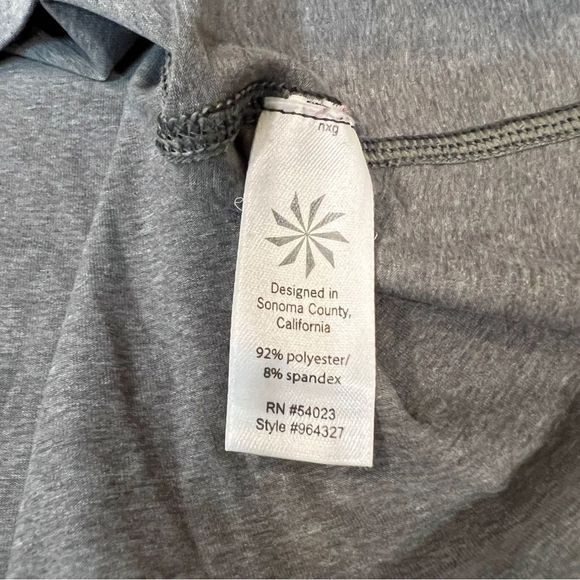 nxg
Designed in
Sonoma County,
California
92% polyester/
8% spandex
RN #54023
Style #964327